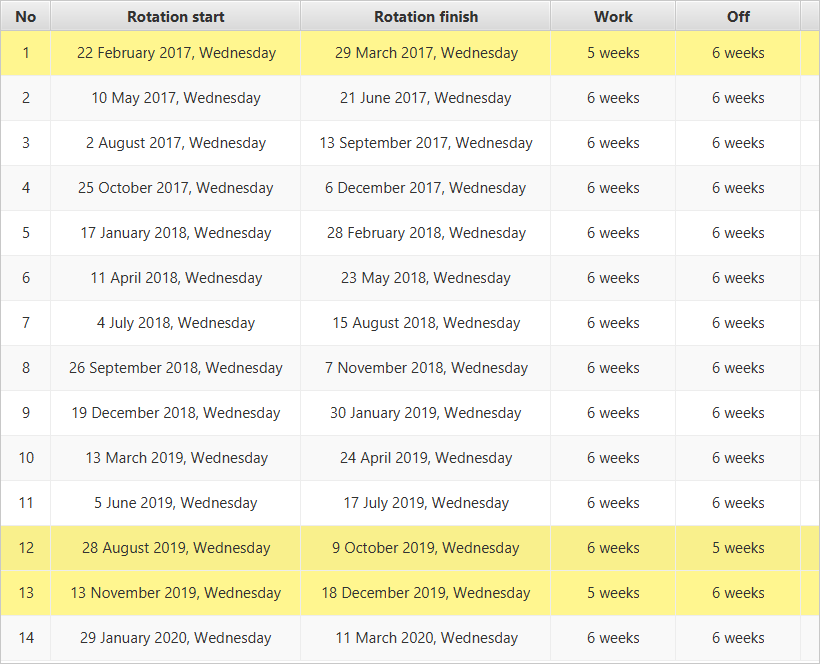 No Rotation start Rotation finish Work Off
1 22 February 2017, Wednesday 29 March 2017, Wednesday 5 weeks 6 weeks
2 10 May 2017, Wednesday 21 June 2017, Wednesday 6 weeks 6 weeks
3 2 August 2017, Wednesday 13 September 2017, Wednesday 6 weeks 6 weeks
4 25 October 2017, Wednesday 6 December 2017, Wednesday 6 weeks 6 weeks
5 17 January 2018, Wednesday 28 February 2018, Wednesday 6 weeks 6 weeks
6 11 April 2018, Wednesday 23 May 2018, Wednesday 6 weeks 6 weeks
7 4 July 2018, Wednesday 15 August 2018, Wednesday 6 weeks 6 weeks
8 26 September 2018, Wednesday 7 November 2018, Wednesday 6 weeks 6 weeks
9 19 December 2018, Wednesday 30 January 2019, Wednesday 6 weeks 6 weeks
10 13 March 2019, Wednesday 24 April 2019, Wednesday 6 weeks 6 weeks
11 5 June 2019, Wednesday 17 July 2019, Wednesday 6 weeks 6 weeks
12 28 August 2019, Wednesday 9 October 2019, Wednesday 6 weeks 5 weeks
13 13 November 2019, Wednesday 18 December 2019, Wednesday 5 weeks 6 weeks
14 29 January 2020, Wednesday 11 March 2020, Wednesday 6 weeks 6 weeks